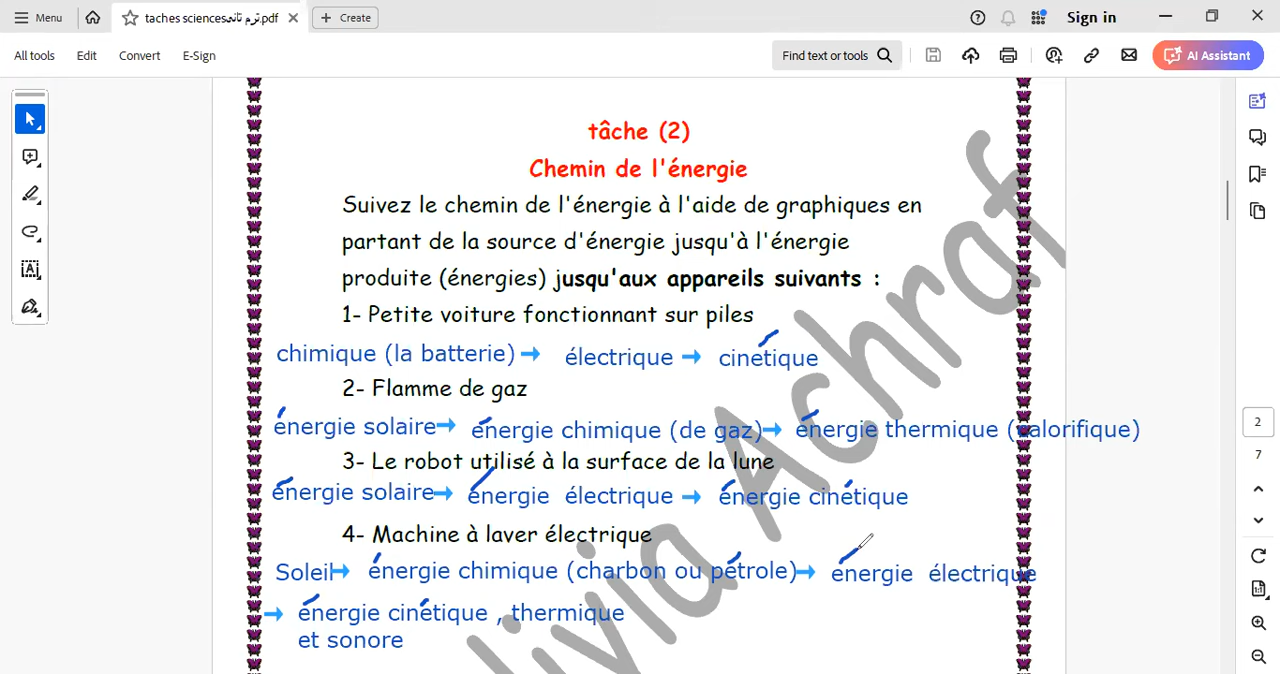 Menu
taches sciencesترم ثانى.pdf
Create
Sign in
All tools
Edit
Convert
E-Sign
Find text or tools
AI Assistant
tâche (2)
Chemin de l'énergie
Suivez le chemin de l'énergie à l'aide de graphiques en
partant de la source d'énergie jusqu'à l'énergie
produite (énergies) jusqu'aux appareils suivants :
1- Petite voiture fonctionnant sur piles
chimique (la batterie) → électrique → cinétique
2- Flamme de gaz
énergie solaire → énergie chimique (de gaz) → énergie thermique (calorifique)
3- Le robot utilisé à la surface de la lune
énergie solaire → énergie électrique → énergie cinétique
4- Machine à laver électrique
Soleil → énergie chimique (charbon ou pétrole) → énergie électrique
→ énergie cinétique , thermique
et sonore
2
7
Achraf